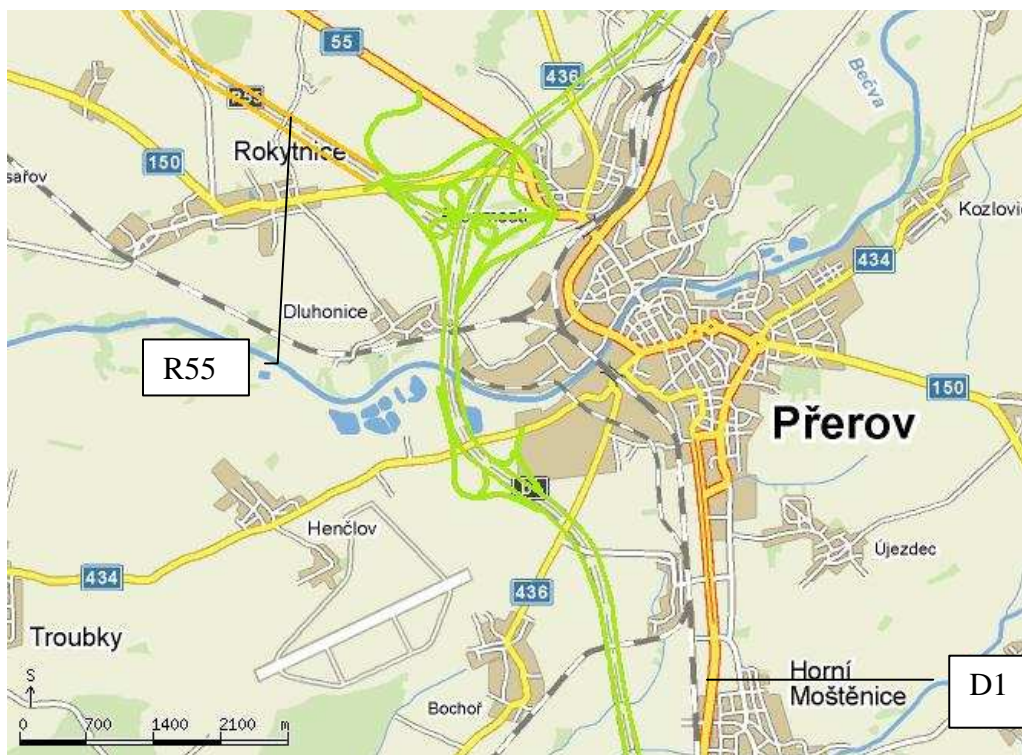 55
436
Bečva
R55
Rokytnice
150
Kozlovic
434
Dluhonice
R55
150
Přerov
Henčlov
Újezdec
434
436
Troubky
Horní
Moštěnice
D1
S
Bochoř
0 700 1400 2100 m